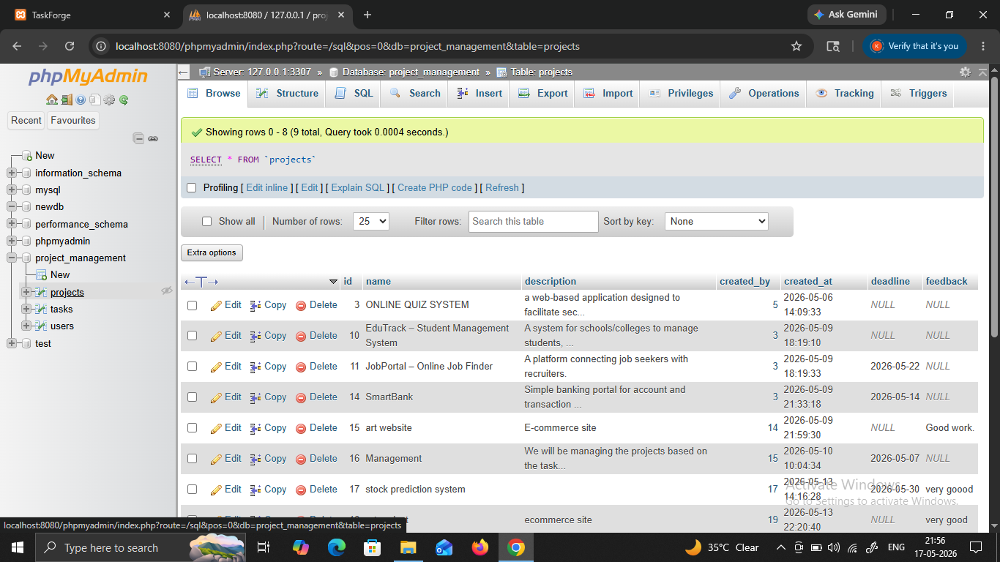 TaskForge
localhost:8080 / 127.0.0.1 / proj
Ask Gemini
localhost:8080/phpmyadmin/index.php?route=/sql&pos=0&db=project_management&table=projects
K
Verify that it's you
phpMyAdmin
Recent
Favourites
New
information_schema
mysql
newdb
performance_schema
phpmyadmin
project_management
New
projects
tasks
users
test
Server: 127.0.0.1:3307 » Database: project_management » Table: projects
Browse Structure SQL Search Insert Export Import Privileges Operations Tracking Triggers
Showing rows 0 - 8 (9 total, Query took 0.0004 seconds.)
SELECT * FROM `projects`
Profiling [ Edit inline ] [ Edit ] [ Explain SQL ] [ Create PHP code ] [ Refresh ]
Show all Number of rows: 25 Filter rows: Search this table Sort by key: None
Extra options
id name description created_by created_at deadline feedback
Edit Copy Delete 3 ONLINE QUIZ SYSTEM a web-based application designed to facilitate sec... 5 2026-05-06 14:09:33 NULL NULL
Edit Copy Delete 10 EduTrack – Student Management System A system for schools/colleges to manage students, ... 3 2026-05-09 18:19:10 NULL NULL
Edit Copy Delete 11 JobPortal – Online Job Finder A platform connecting job seekers with recruiters. 3 2026-05-09 18:19:33 2026-05-22 NULL
Edit Copy Delete 14 SmartBank Simple banking portal for account and transaction ... 3 2026-05-09 21:33:18 2026-05-14 NULL
Edit Copy Delete 15 art website E-commerce site 14 2026-05-09 21:59:30 NULL Good work.
Edit Copy Delete 16 Management We will be managing the projects based on the task... 15 2026-05-10 10:04:34 2026-05-07 NULL
Edit Copy Delete 17 stock prediction system 17 2026-05-13 14:16:28 2026-05-30 very goood
ecommerce site 19 2026-05-13 22:20:40 NULL very good
Activate Windows
Go to Settings to activate Windows.
localhost:8080/phpmyadmin/index.php?route=/sql&pos=0&db=project_management&table=projects
Type here to search
35°C Clear
ENG
21:56
17-05-2026